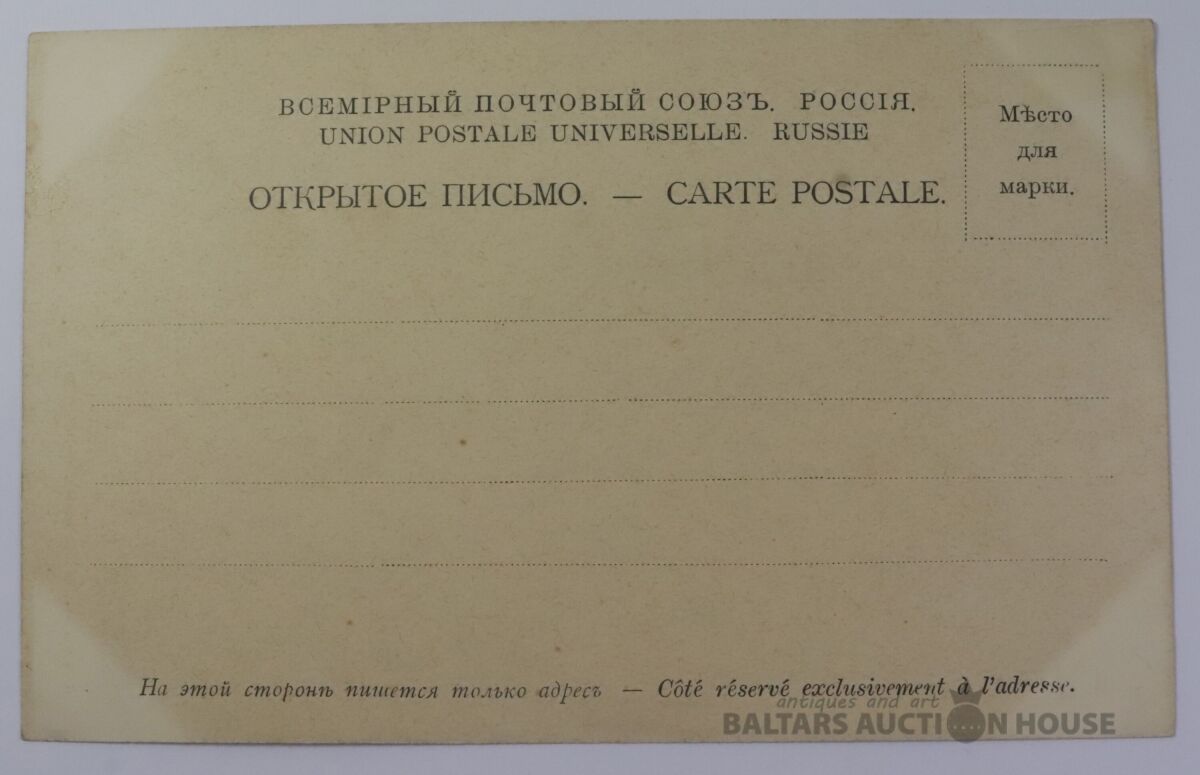 ВСЕМІРНЫЙ ПОЧТОВЫЙ СОЮЗЪ. РОССІЯ.
UNION POSTALE UNIVERSELLE. RUSSIE
ОТКРЫТОЕ ПИСЬМО. — CARTE POSTALE.
Мѣсто
для
марки.
На этой сторонѣ пишется только адресъ — Côté réservé exclusivement à l'adresse.
antiques and art
BALTARS AUCTION HOUSE